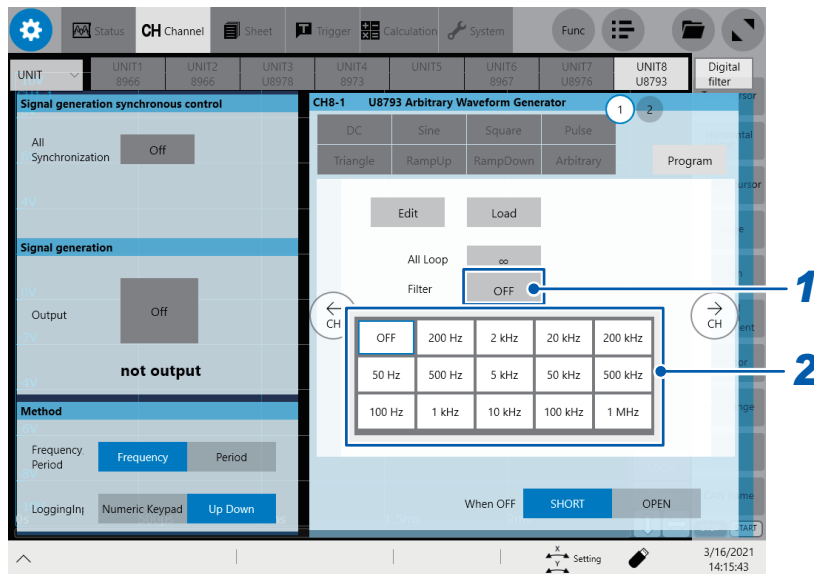 Status CH Channel Sheet Trigger Calculation System Func
UNIT UNIT1 UNIT2 UNIT3 UNIT4 UNIT5 UNIT6 UNIT7 UNIT8 Digital
8966 8966 U8978 8973 8967 U8976 U8793 filter
Signal generation synchronous control
All
Synchronization Off
Signal generation
Output Off
not output
Method
Frequency
Period Frequency Period
LoggingIn Numeric Keypad Up Down
CH8-1 U8793 Arbitrary Waveform Generator 1 2
DC Sine Square Pulse
Triangle RampUp RampDown Arbitrary Program
Edit Load
All Loop ∞
Filter OFF 1
CH CH
OFF 200 Hz 2 kHz 20 kHz 200 kHz
50 Hz 500 Hz 5 kHz 50 kHz 500 kHz 2
100 Hz 1 kHz 10 kHz 100 kHz 1 MHz
When OFF SHORT OPEN
X
Y Setting
3/16/2021
14:15:43